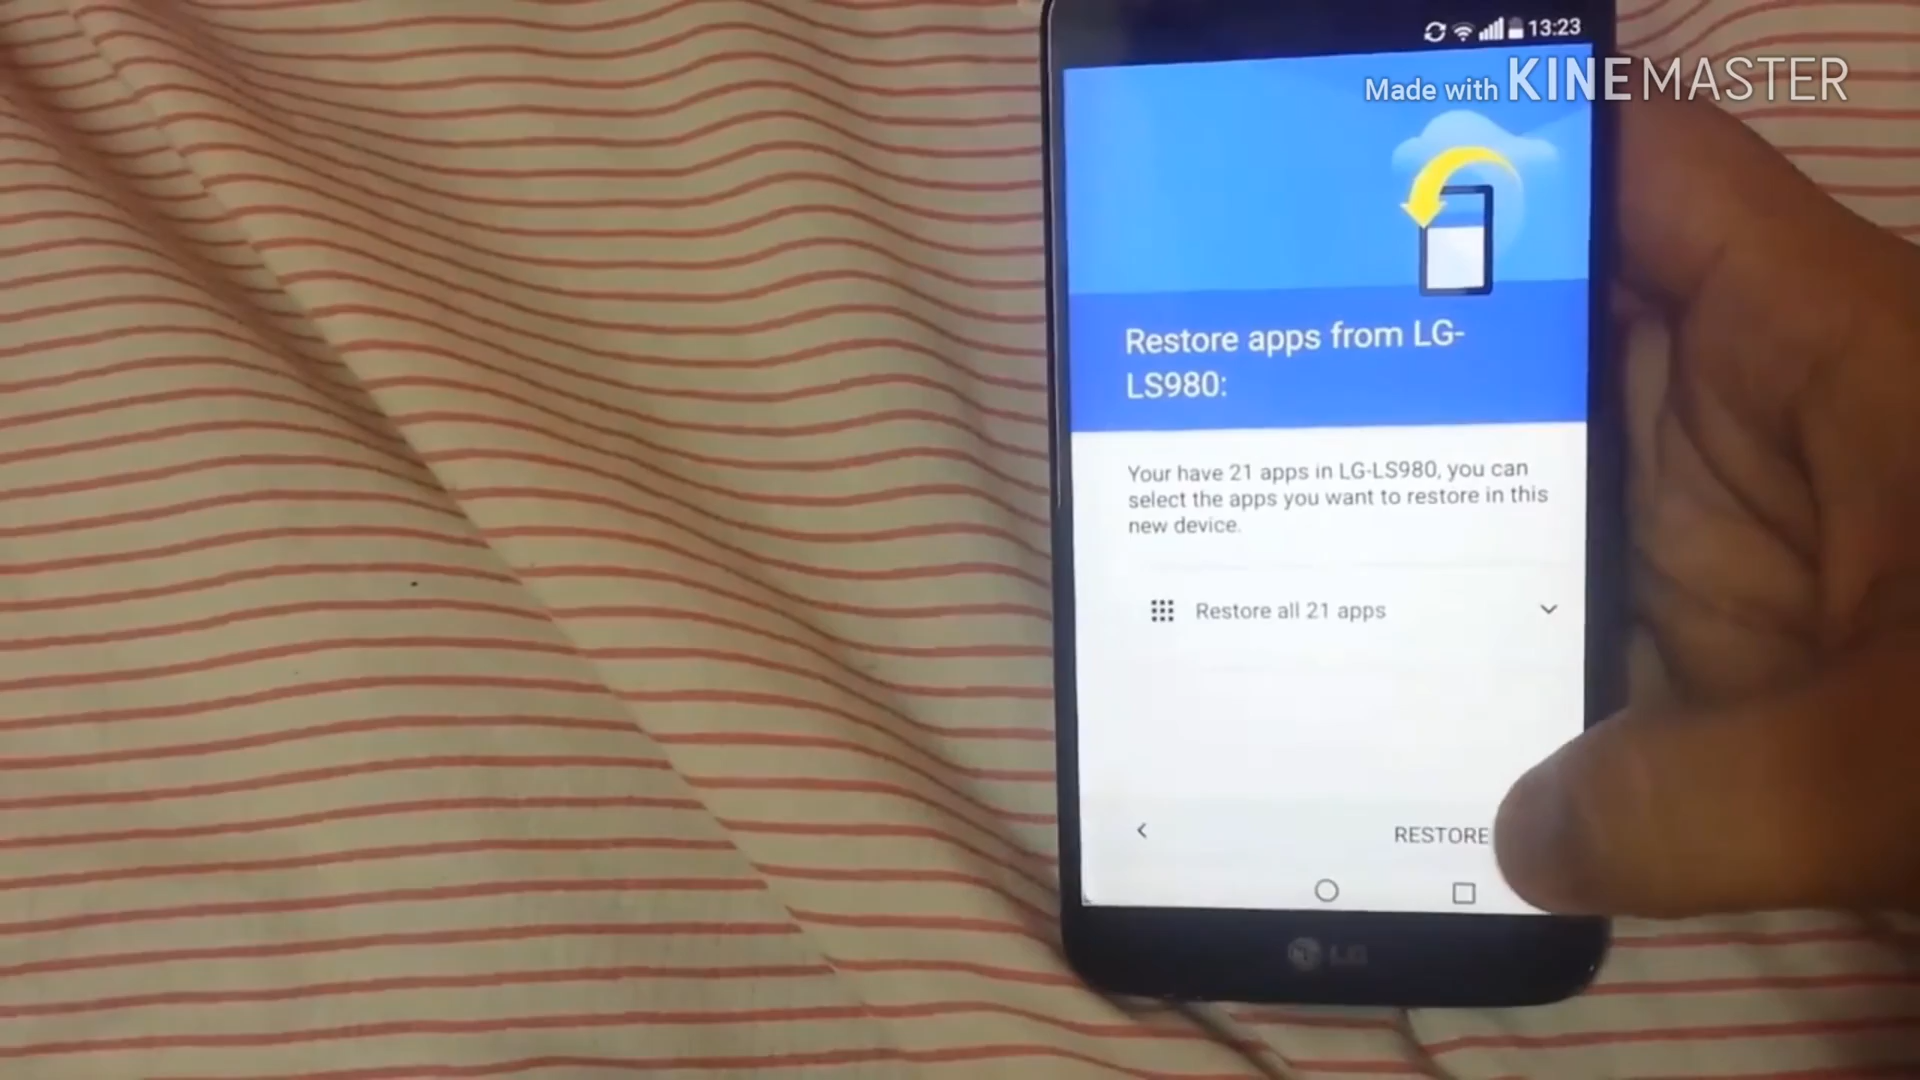 13:23
Made with KINEMASTER
Restore apps from LG-
LS980:
Your have 21 apps in LG-LS980, you can
select the apps you want to restore in this
new device.
Restore all 21 apps
RESTORE
LG